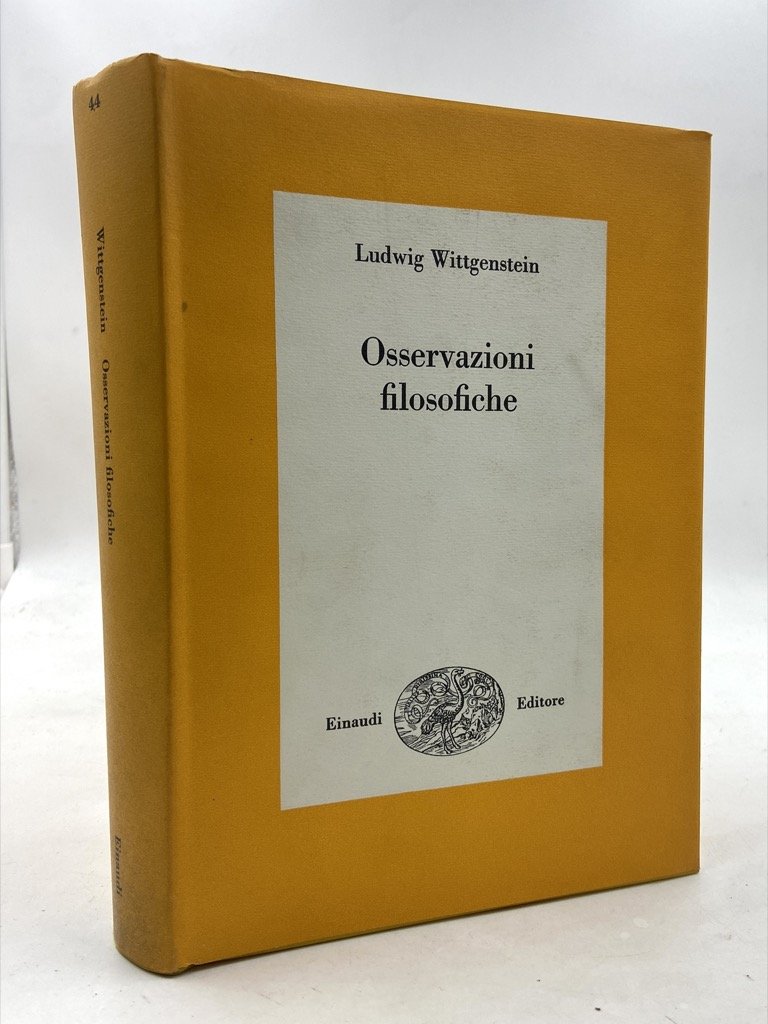 44
Wittgenstein Osservazioni filosofiche
Einaudi
Ludwig Wittgenstein
Osservazioni
filosofiche
Einaudi
Editore